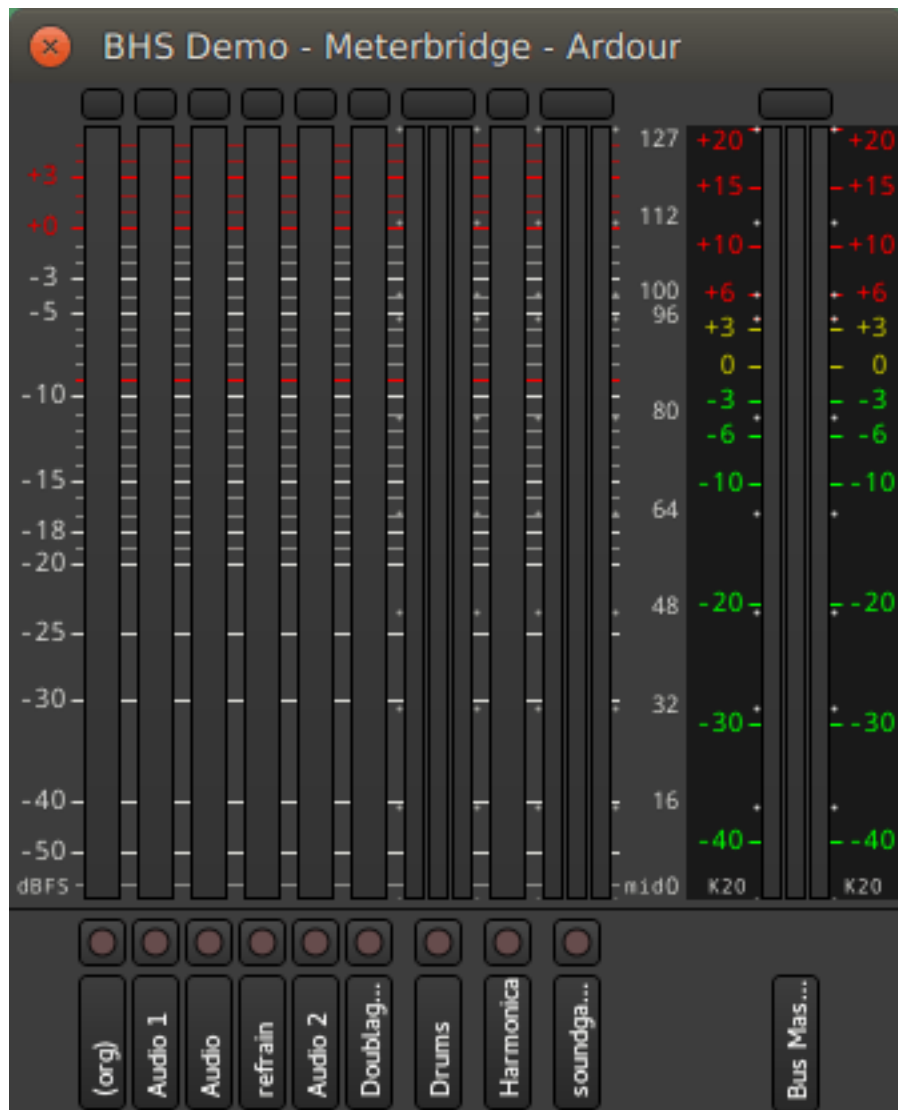 BHS Demo - Meterbridge - Ardour
127 +20 +20
+3 +15 +15
112
+0 +10 +10
-3
100 +6 +6
-5 96 +3 +3
0 0
-10 -3 -3
80
-6 -6
-15 -10 -10
64
-18
-20
48 -20 -20
-25
-30 32
-30 -30
-40 16
-40 -40
-50
dBFS mid0 K20 K20
(org)
Audio 1
Audio
refrain
Audio 2
Doublag...
Drums
Harmonica
soundga...
Bus Mas...